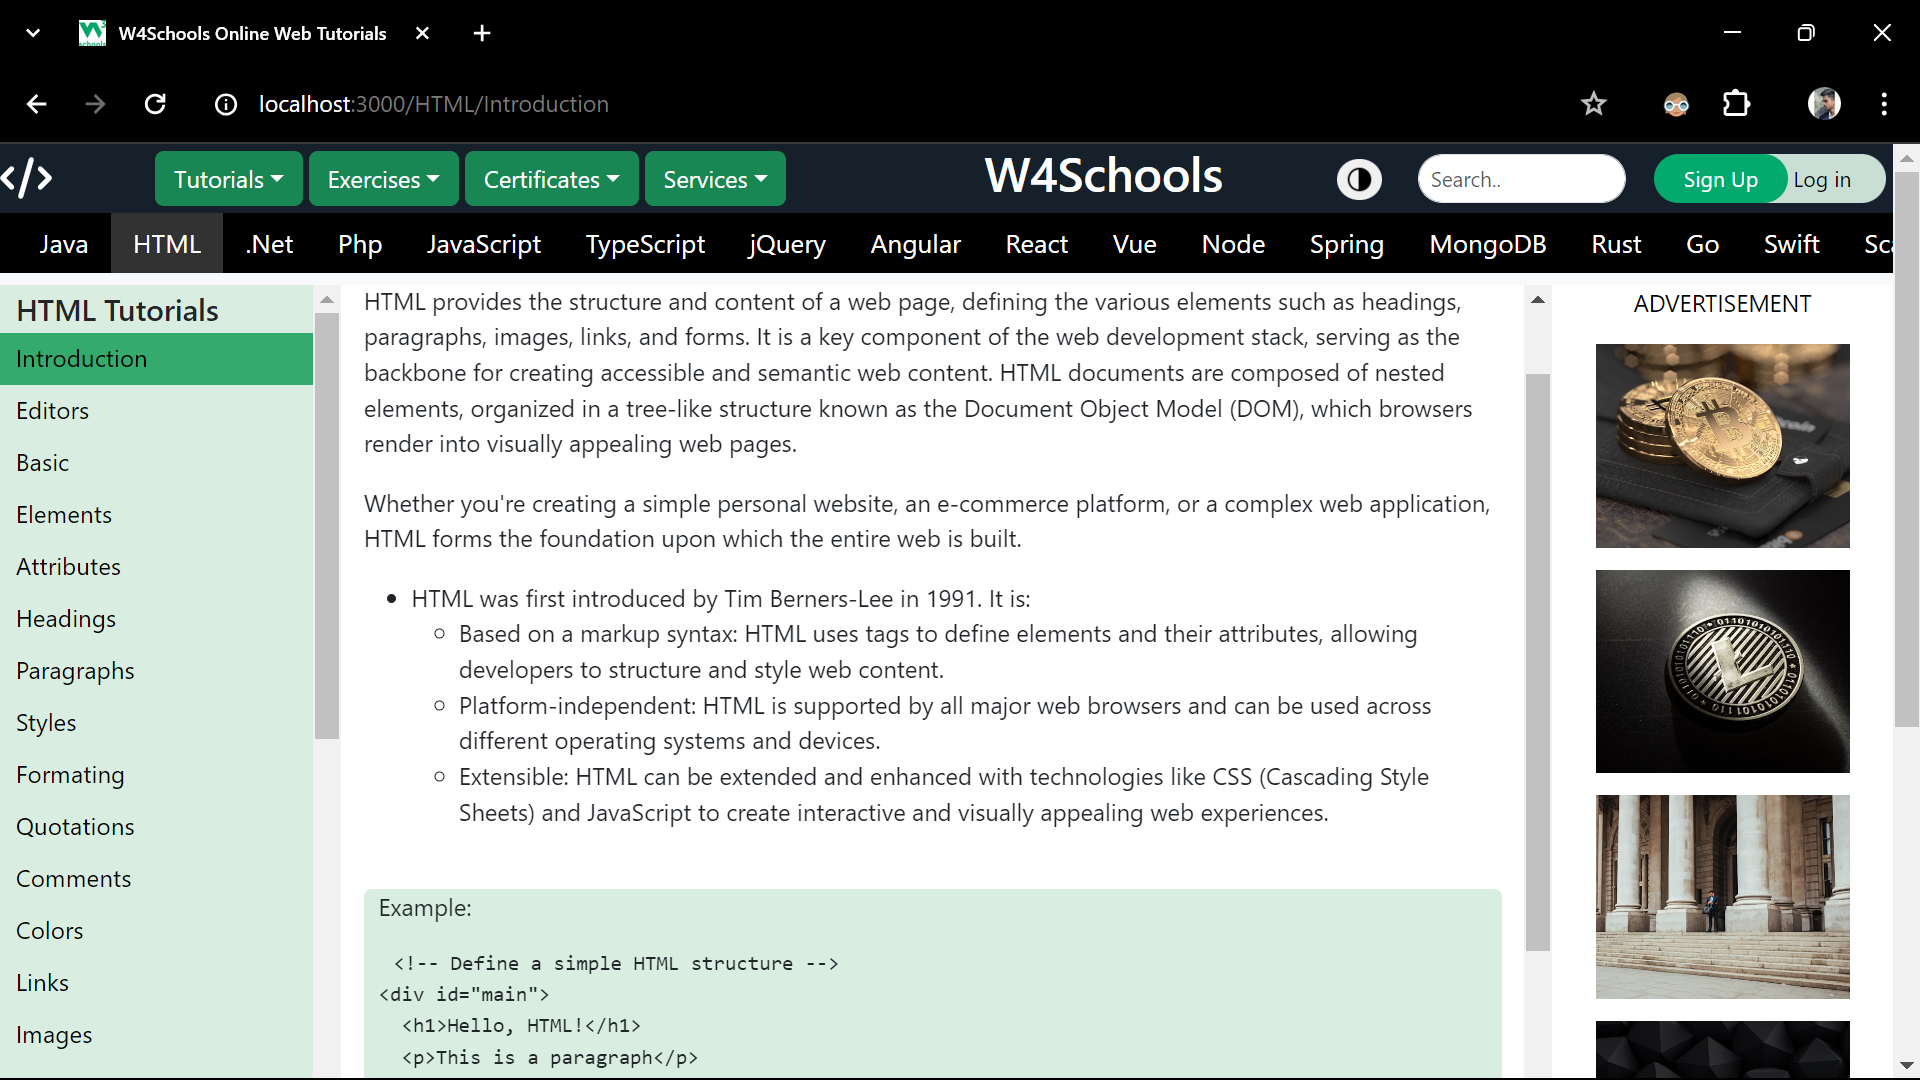 W4Schools Online Web Tutorials
localhost:3000/HTML/Introduction
</> Tutorials Exercises Certificates Services W4Schools Search.. Sign Up Log in
Java HTML .Net Php JavaScript TypeScript jQuery Angular React Vue Node Spring MongoDB Rust Go Swift
HTML Tutorials
Introduction
Editors
Basic
Elements
Attributes
Headings
Paragraphs
Styles
Formating
Quotations
Comments
Colors
Links
Images
HTML provides the structure and content of a web page, defining the various elements such as headings,
paragraphs, images, links, and forms. It is a key component of the web development stack, serving as the
backbone for creating accessible and semantic web content. HTML documents are composed of nested
elements, organized in a tree-like structure known as the Document Object Model (DOM), which browsers
render into visually appealing web pages.
Whether you're creating a simple personal website, an e-commerce platform, or a complex web application,
HTML forms the foundation upon which the entire web is built.
HTML was first introduced by Tim Berners-Lee in 1991. It is:
Based on a markup syntax: HTML uses tags to define elements and their attributes, allowing
developers to structure and style web content.
Platform-independent: HTML is supported by all major web browsers and can be used across
different operating systems and devices.
Extensible: HTML can be extended and enhanced with technologies like CSS (Cascading Style
Sheets) and JavaScript to create interactive and visually appealing web experiences.
Example:
<!-- Define a simple HTML structure -->
<div id="main">
<h1>Hello, HTML!</h1>
<p>This is a paragraph</p>
ADVERTISEMENT